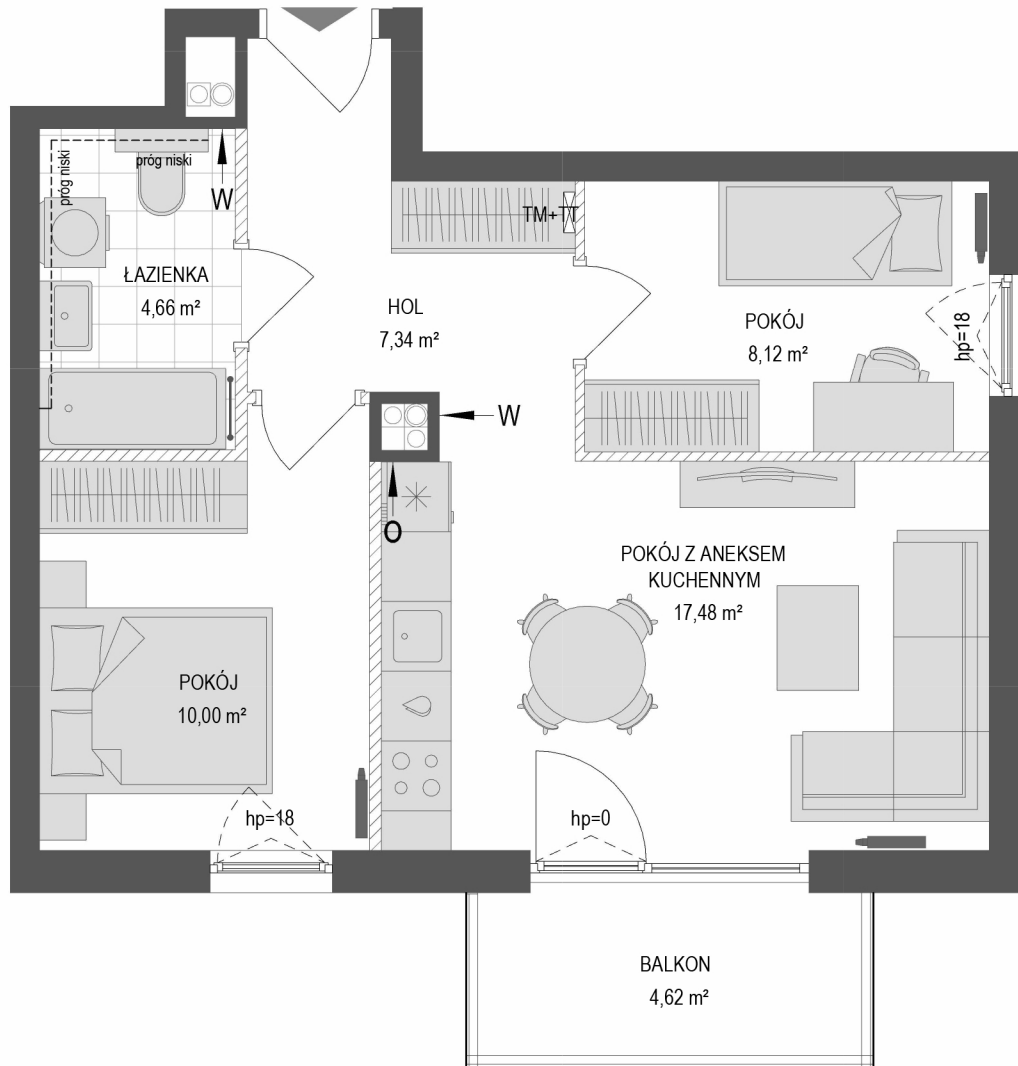 próg niski
próg niski
W
TM+TT
ŁAZIENKA
4,66 m²
HOL
7,34 m²
POKÓJ
8,12 m²
hp=18
W
O
POKÓJ Z ANEKSEM
KUCHENNYM
17,48 m²
POKÓJ
10,00 m²
hp=18
hp=0
BALKON
4,62 m²